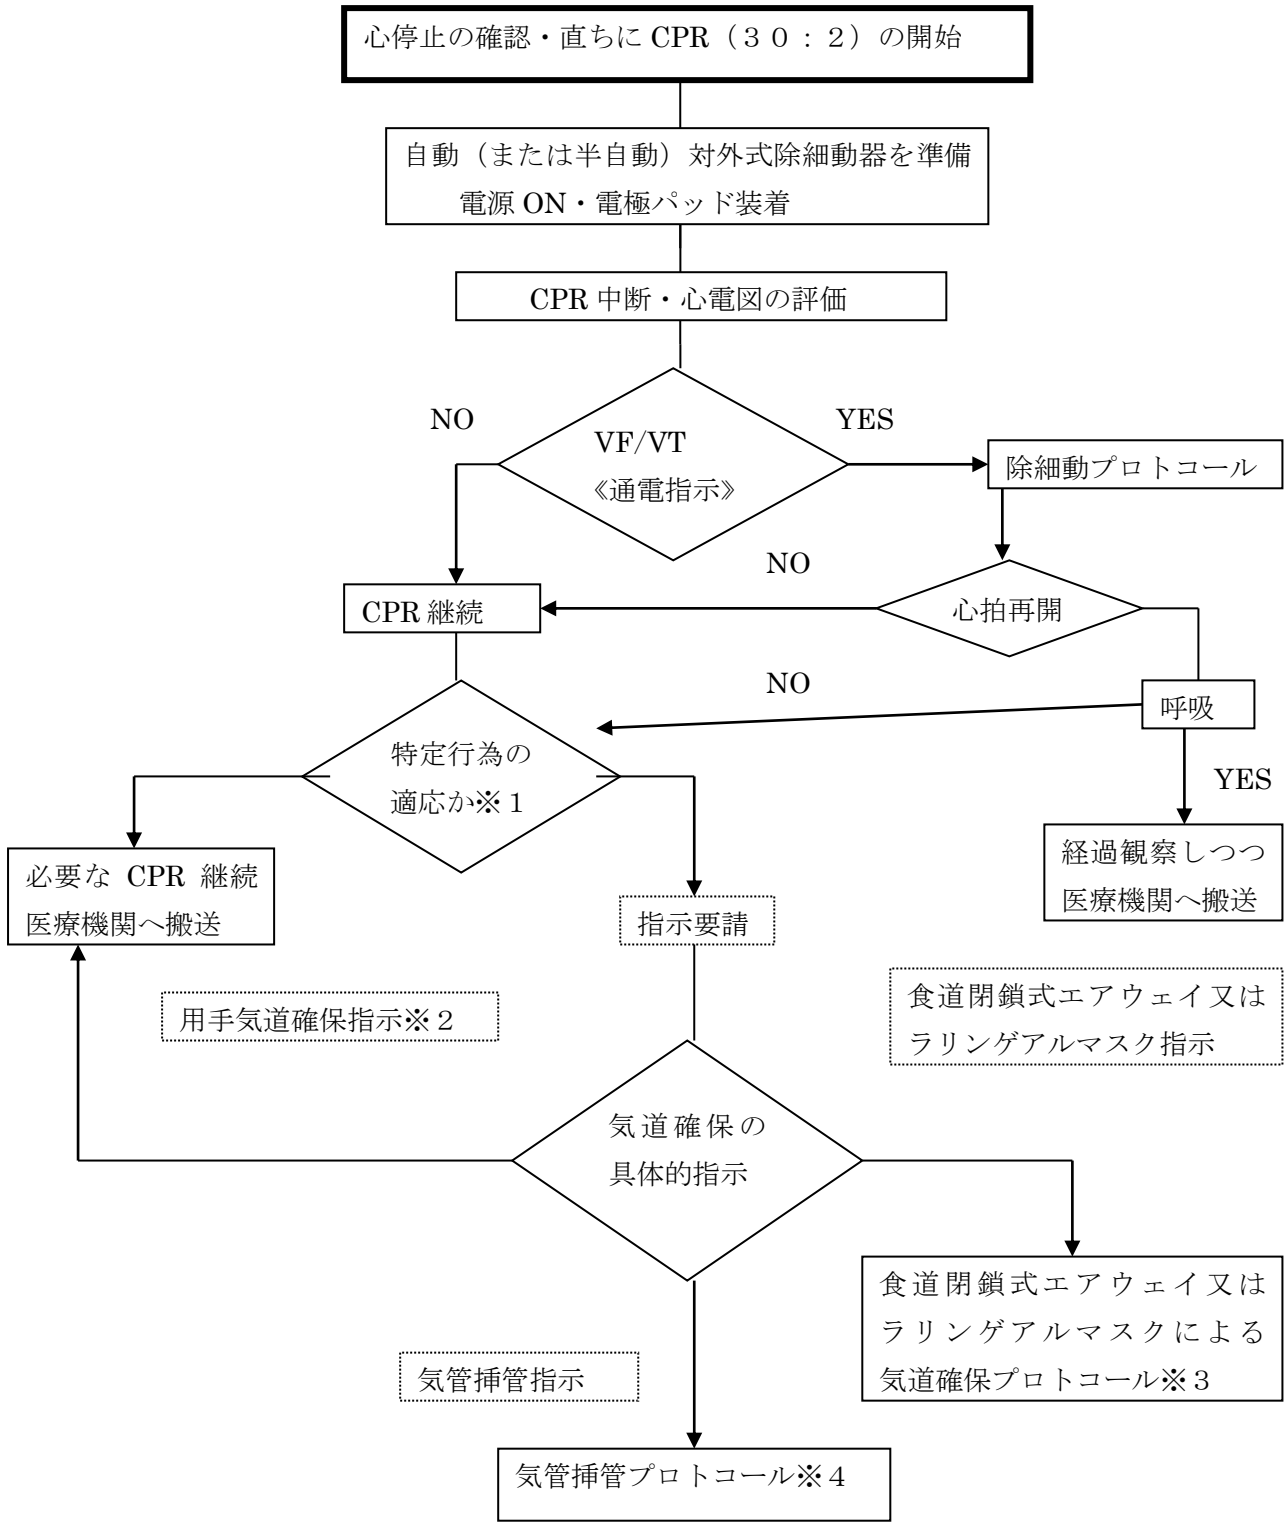 心停止の確認・直ちに CPR（３０：２）の開始
自動（または半自動）対外式除細動器を準備
電源 ON・電極パッド装着
CPR 中断・心電図の評価
NO
YES
VF/VT
《通電指示》
除細動プロトコール
NO
CPR 継続
心拍再開
NO
呼吸
特定行為の
適応か※１
YES
必要な CPR 継続
医療機関へ搬送
経過観察しつつ
医療機関へ搬送
指示要請
用手気道確保指示※２
食道閉鎖式エアウェイ又は
ラリンゲアルマスク指示
気道確保の
具体的指示
食道閉鎖式エアウェイ又は
ラリンゲアルマスクによる
気道確保プロトコール※３
気管挿管指示
気管挿管プロトコール※４